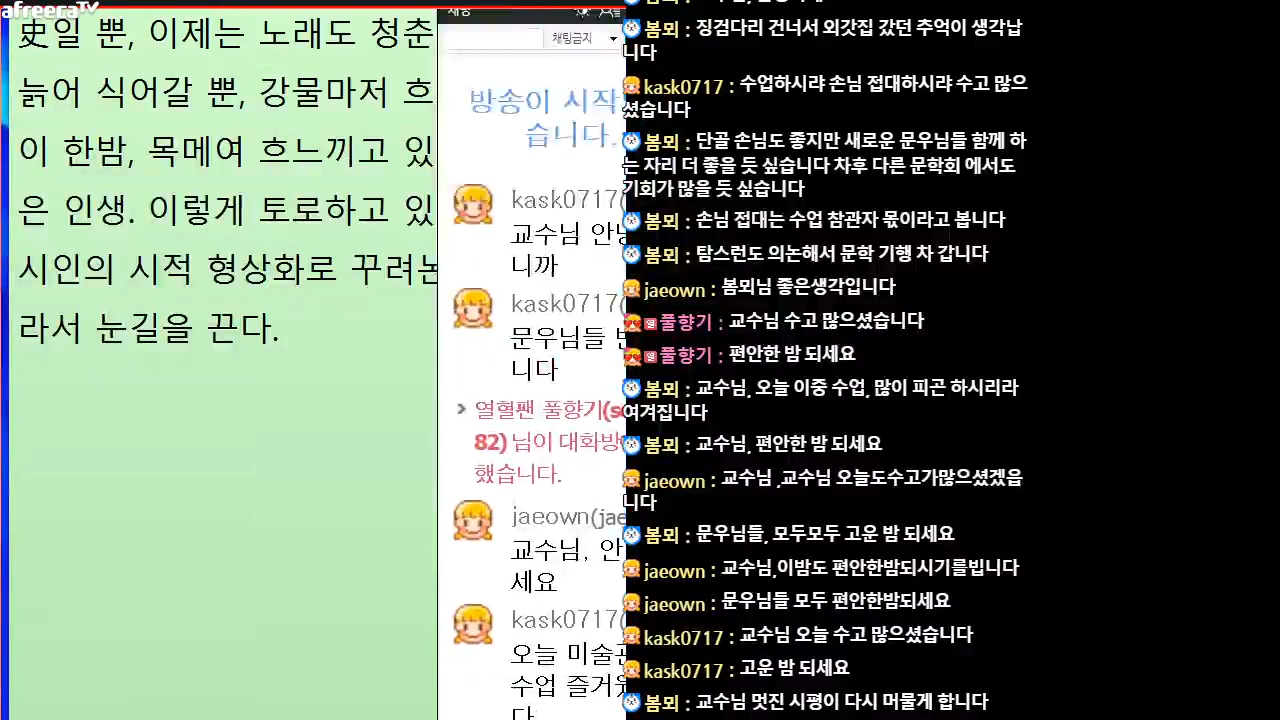 afreecaTV
史일 뿐, 이제는 노래도 청춘
늙어 식어갈 뿐, 강물마저 흐
이 한밤, 목메여 흐느끼고 있
은 인생. 이렇게 토로하고 있
시인의 시적 형상화로 꾸려논
라서 눈길을 끈다.
채팅
채팅금지
방송이 시작
습니다.
kask0717(
교수님 안녕
니까
kask0717(
문우님들
니다
열혈팬 풀향기(s
82) 님이 대화방
했습니다.
jaeown(jae
교수님, 안
세요
kask0717(
오늘 미술관
수업 즐거웠
다
봄뫼 : 징검다리 건너서 외갓집 갔던 추억이 생각납
니다
kask0717 : 수업하시랴 손님 접대하시랴 수고 많으
셨습니다
봄뫼 : 단골 손님도 좋지만 새로운 문우님들 함께 하
는 자리 더 좋을 듯 싶습니다 차후 다른 문학회 에서도
기회가 많을 듯 싶습니다
봄뫼 : 손님 접대는 수업 참관자 몫이라고 봅니다
봄뫼 : 탐스런도 의논해서 문학 기행 차 갑니다
jaeown : 봄뫼님 좋은생각입니다
풀향기 : 교수님 수고 많으셨습니다
풀향기 : 편안한 밤 되세요
봄뫼 : 교수님, 오늘 이중 수업, 많이 피곤 하시리라
여겨집니다
봄뫼 : 교수님, 편안한 밤 되세요
jaeown : 교수님 ,교수님 오늘도수고가많으셨겠읍
니다
봄뫼 : 문우님들, 모두모두 고운 밤 되세요
jaeown : 교수님,이밤도 편안한밤되시기를빕니다
jaeown : 문우님들 모두 편안한밤되세요
kask0717 : 교수님 오늘 수고 많으셨습니다
kask0717 : 고운 밤 되세요
봄뫼 : 교수님 멋진 시평이 다시 머물게 합니다